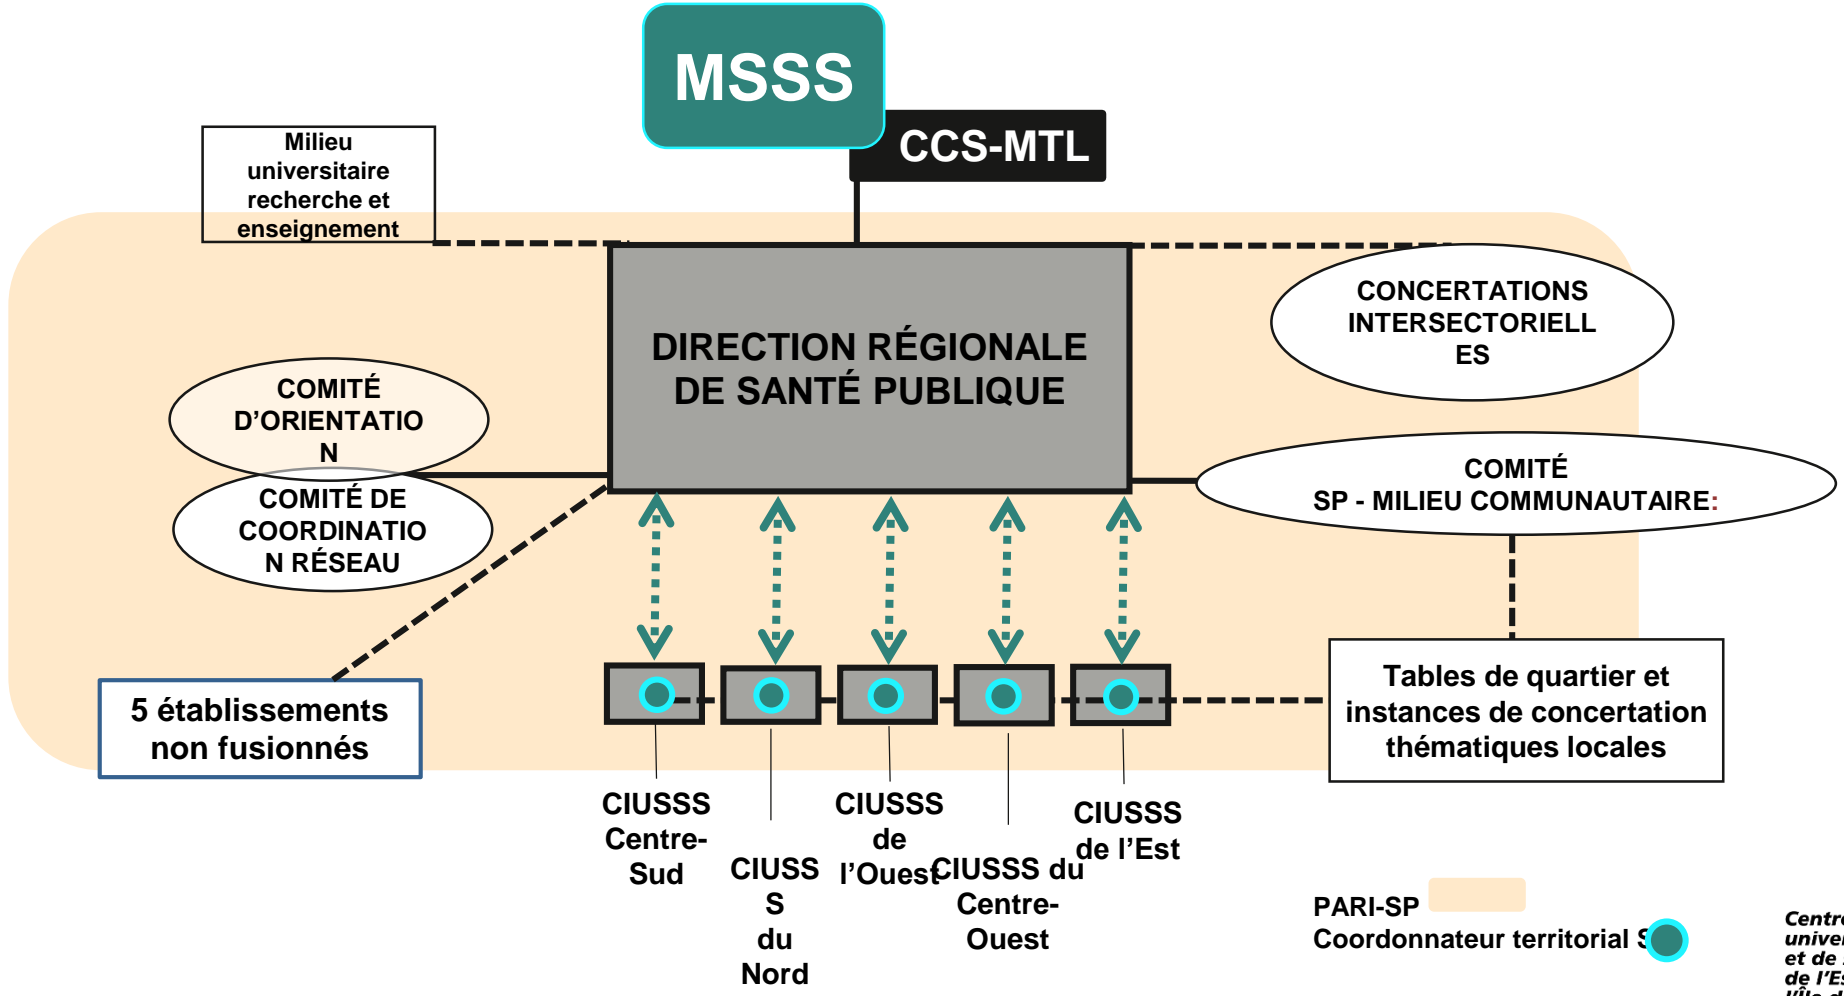 MSSS
CCS-MTL
Milieu
universitaire
recherche et
enseignement
DIRECTION RÉGIONALE
DE SANTÉ PUBLIQUE
CONCERTATIONS
INTERSECTORIELL
ES
COMITÉ
D’ORIENTATIO
N
COMITÉ DE
COORDINATIO
N RÉSEAU
COMITÉ
SP - MILIEU COMMUNAUTAIRE:
5 établissements
non fusionnés
Tables de quartier et
instances de concertation
thématiques locales
CIUSSS
Centre-
Sud
CIUSS
S
du
Nord
CIUSSS
de
l’Ouest
CIUSSS du
Centre-
Ouest
CIUSSS
de l’Est
PARI-SP
Coordonnateur territorial
Centre
et de